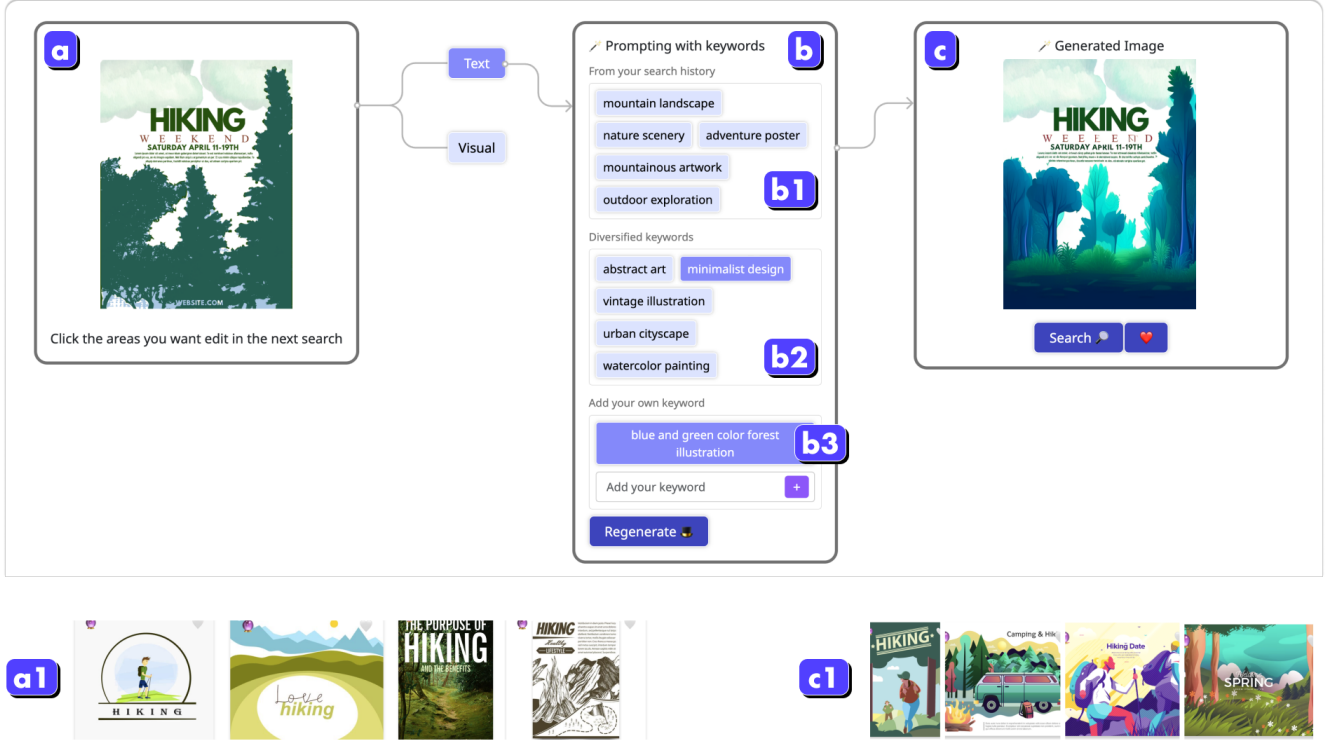 a
HIKING
WEEKEND
SATURDAY APRIL 11-19TH
WEBSITE.COM
Click the areas you want edit in the next search
Text
Visual
b
Prompting with keywords
From your search history
mountain landscape
nature scenery
adventure poster
mountainous artwork
outdoor exploration
b1
Diversified keywords
abstract art
minimalist design
vintage illustration
urban cityscape
watercolor painting
b2
Add your own keyword
blue and green color forest
illustration
b3
Add your keyword
+
Regenerate
c
Generated Image
HIKING
SATURDAY APRIL 11-19TH
Search
a1
HIKING
Love
hiking
THE PURPOSE OF
HIKING
AND THE BENEFITS
HIKING
Healthy
LIFESTYLE
c1
HIKING
Camping & Hik
Hiking Date
SPRING